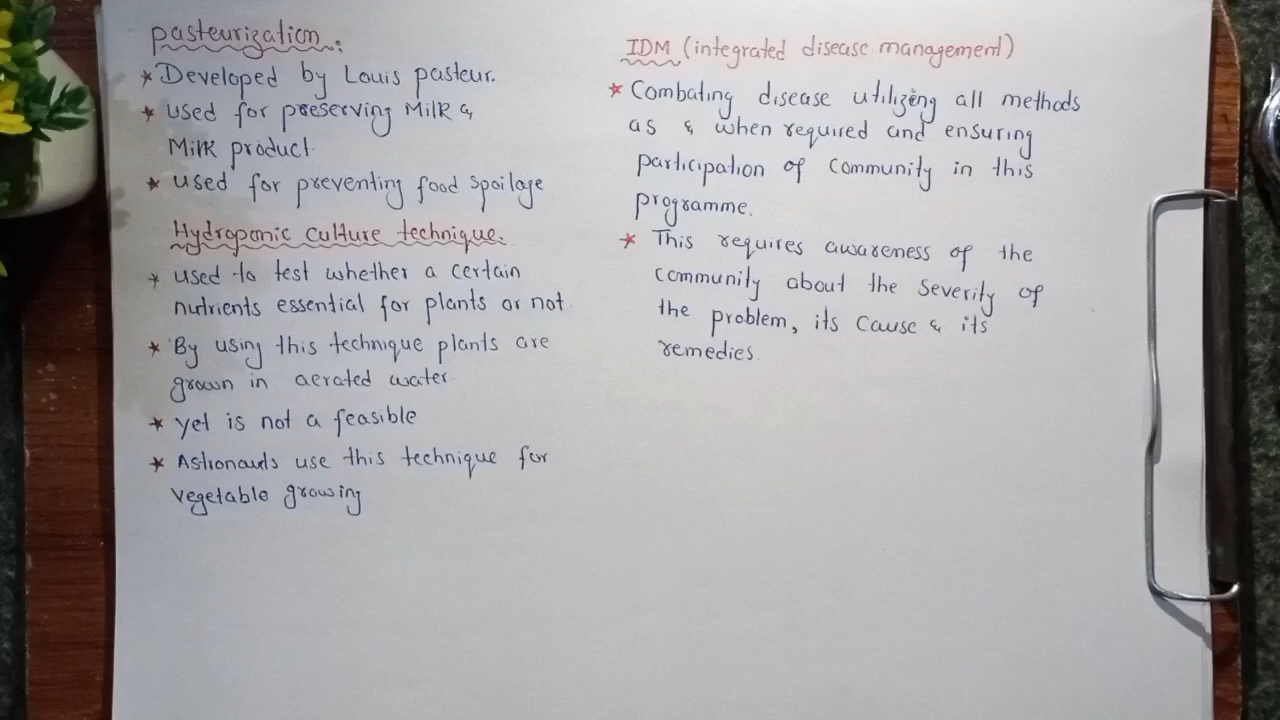 pasteurization:
* Developed by Louis pasteur.
* used for preserving Milk &
Milk product.
* used for preventing food spoilage
Hydroponic culture technique:
* used to test whether a certain
nutrients essential for plants or not.
* By using this technique plants are
grown in aerated water.
* yet is not a feasible
* Astronauts use this technique for
vegetable growing
IDM (integrated disease management)
* Combating disease utilizing all methods
as & when required and ensuring
participation of community in this
programme.
* This requires awareness of the
community about the severity of
the problem, its cause & its
remedies.